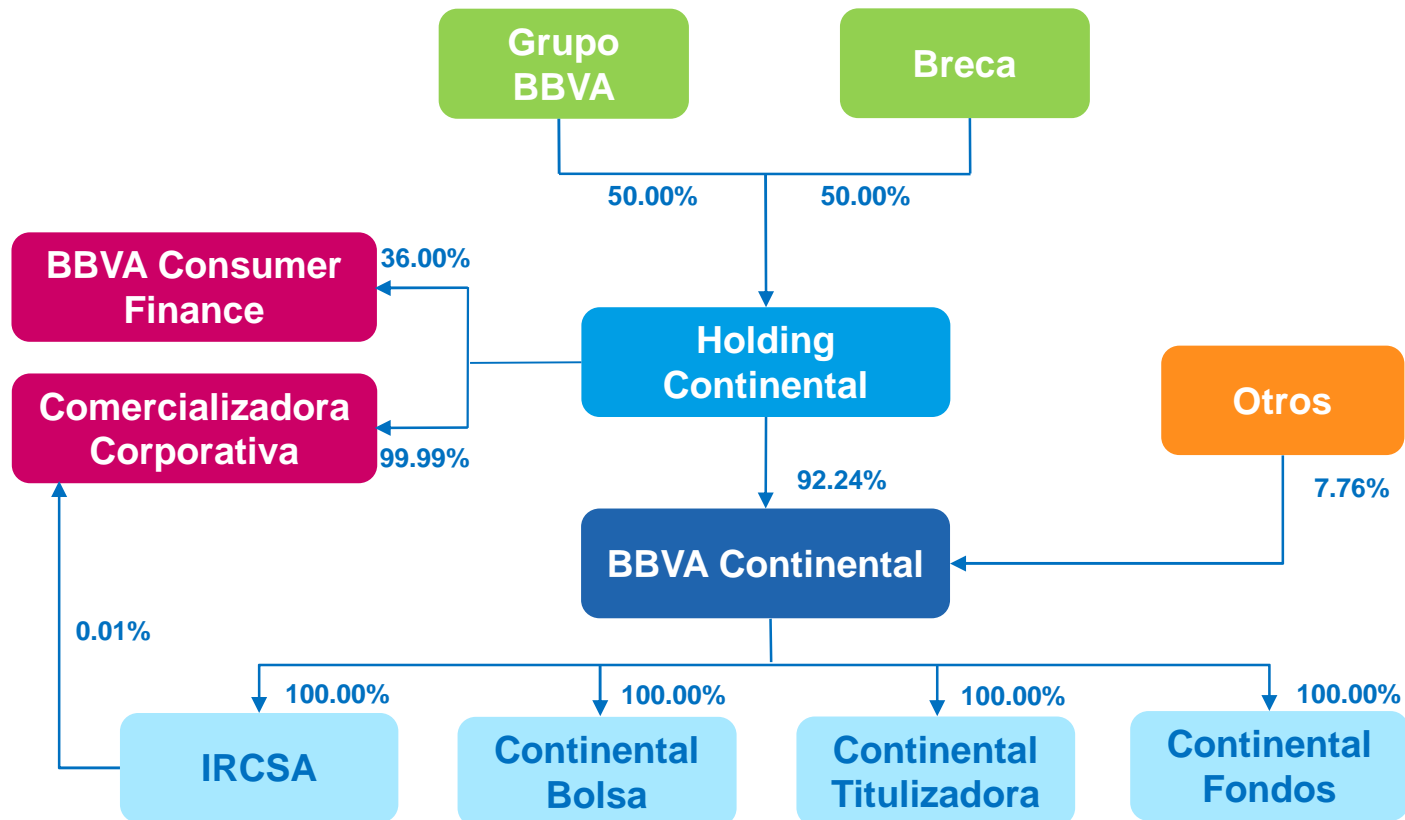 Grupo
BBVA
Breca
50.00%
50.00%
BBVA Consumer
Finance
36.00%
Holding
Continental
Comercializadora
Corporativa
99.99%
Otros
92.24%
7.76%
BBVA Continental
0.01%
100.00%
100.00%
100.00%
100.00%
IRCSA
Continental
Bolsa
Continental
Titulizadora
Continental
Fondos